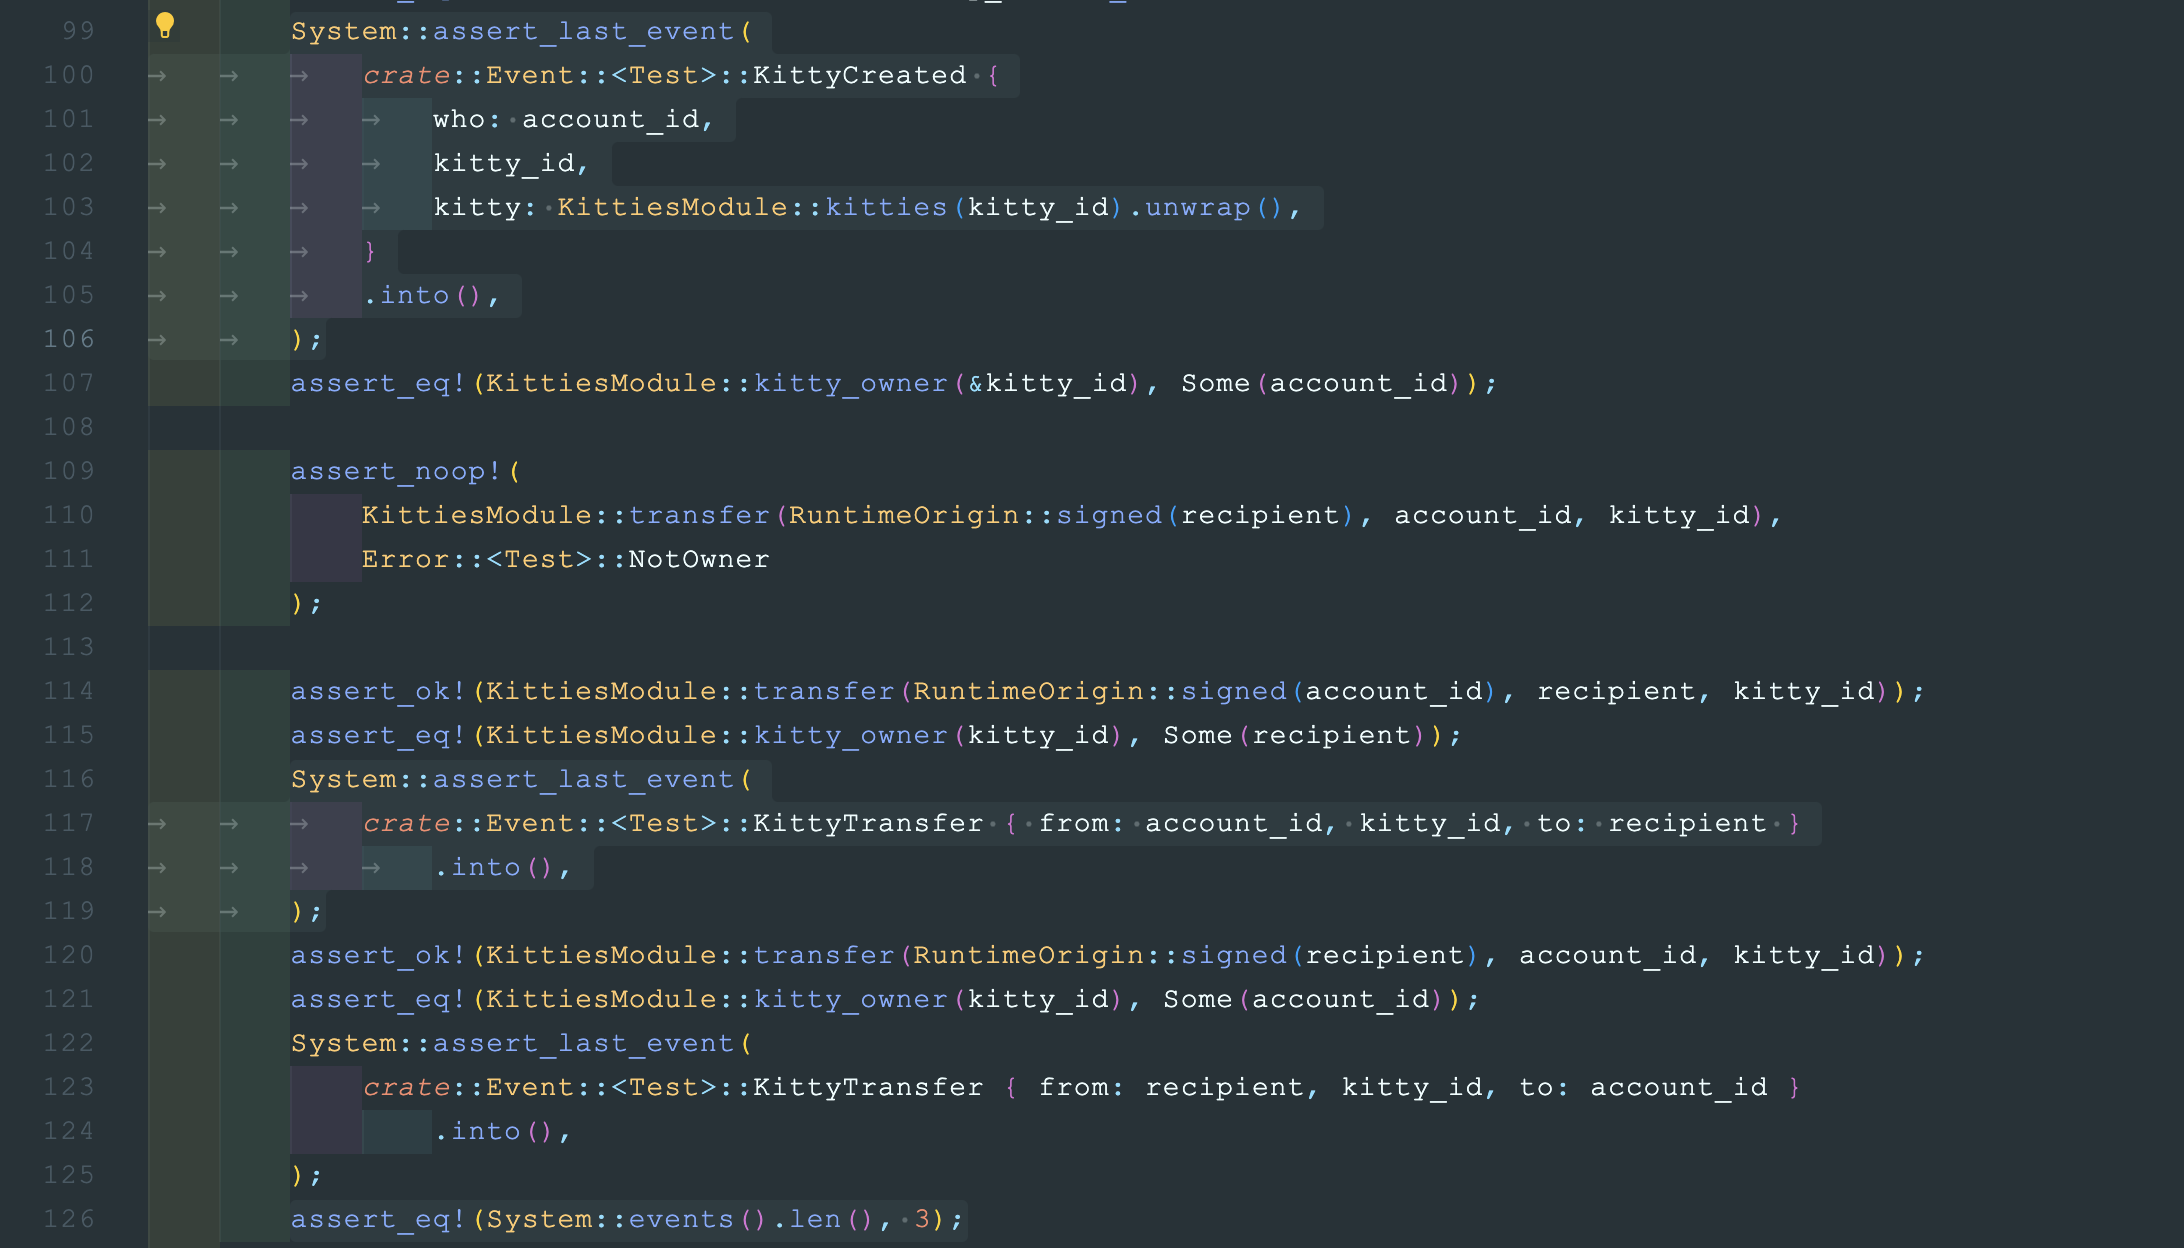 99 System::assert_last_event(
100 crate::Event::<Test>::KittyCreated {
101 who: account_id,
102 kitty_id,
103 kitty: KittiesModule::kitties(kitty_id).unwrap(),
104 }
105 .into(),
106 );
107 assert_eq!(KittiesModule::kitty_owner(&kitty_id), Some(account_id));
108
109 assert_noop!(
110 KittiesModule::transfer(RuntimeOrigin::signed(recipient), account_id, kitty_id),
111 Error::<Test>::NotOwner
112 );
113
114 assert_ok!(KittiesModule::transfer(RuntimeOrigin::signed(account_id), recipient, kitty_id));
115 assert_eq!(KittiesModule::kitty_owner(kitty_id), Some(recipient));
116 System::assert_last_event(
117 crate::Event::<Test>::KittyTransfer { from: account_id, kitty_id, to: recipient }
118 .into(),
119 );
120 assert_ok!(KittiesModule::transfer(RuntimeOrigin::signed(recipient), account_id, kitty_id));
121 assert_eq!(KittiesModule::kitty_owner(kitty_id), Some(account_id));
122 System::assert_last_event(
123 crate::Event::<Test>::KittyTransfer { from: recipient, kitty_id, to: account_id }
124 .into(),
125 );
126 assert_eq!(System::events().len(), 3);